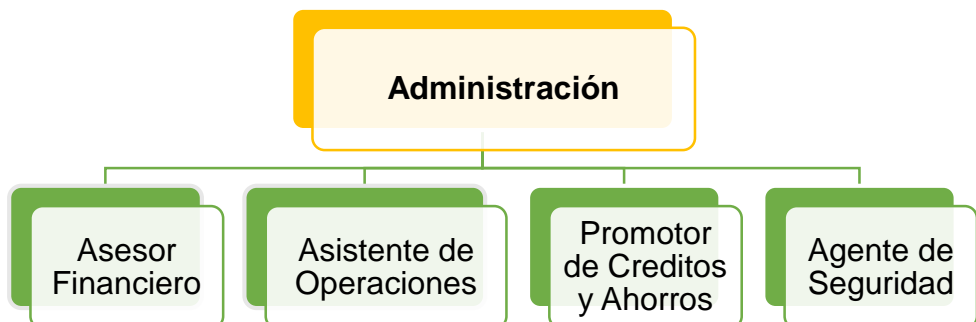 Administración
Asesor
Financiero
Asistente de
Operaciones
Promotor
de Creditos
y Ahorros
Agente de
Seguridad